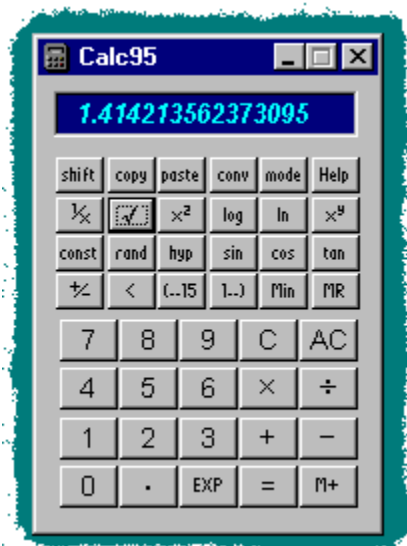 Calc95
1.414213562373095
shift copy paste conv mode Help
¹⁄x √ x² log ln xʸ
const rand hyp sin cos tan
+/- < (..15 1..) Min MR
7 8 9 C AC
4 5 6 × ÷
1 2 3 + −
0 . EXP = M+